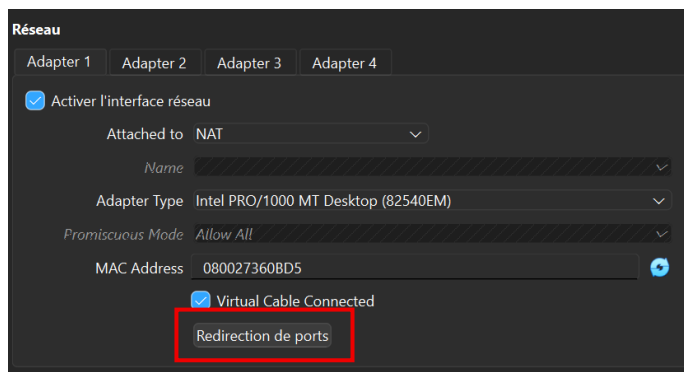 Réseau
Adapter 1 Adapter 2 Adapter 3 Adapter 4
Activer l'interface réseau
Attached to NAT
Name
Adapter Type Intel PRO/1000 MT Desktop (82540EM)
Promiscuous Mode Allow All
MAC Address 080027360BD5
Virtual Cable Connected
Redirection de ports